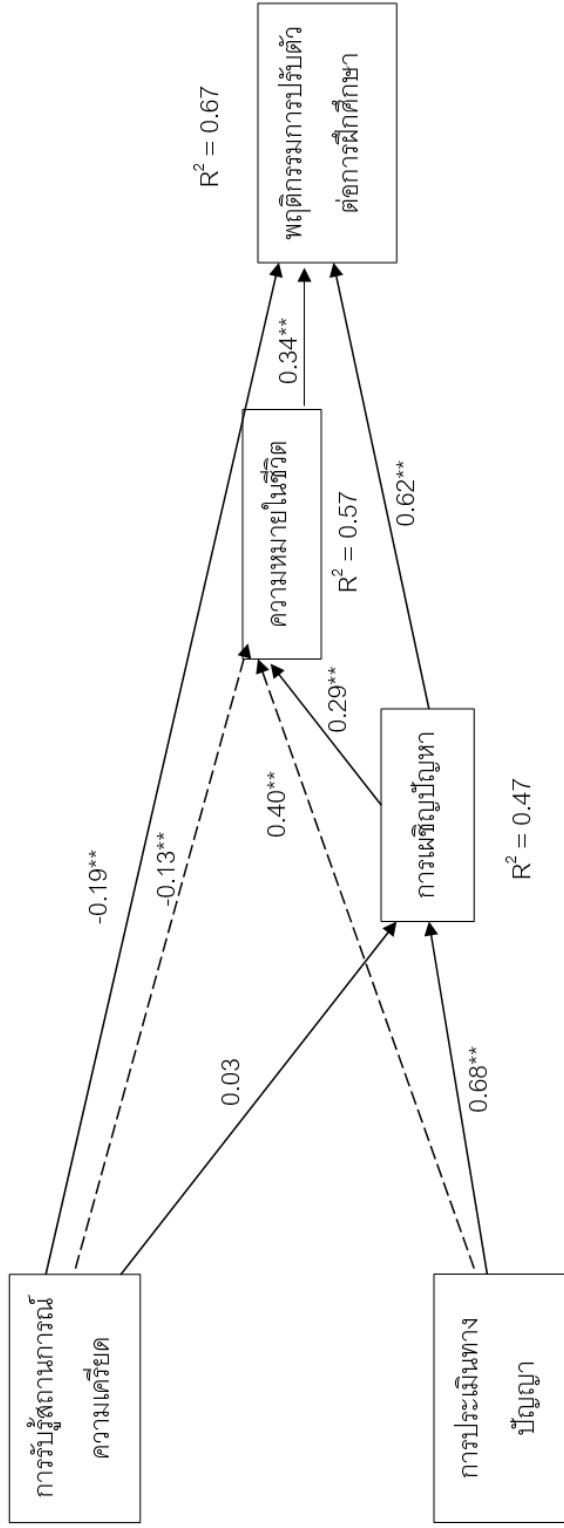 การรับรู้สถานการณ์
ความเครียด
การประเมินทาง
ปัญญา
-0.19**
-0.13**
0.03
0.40**
0.68**
การเผชิญปัญหา
R² = 0.47
0.29**
ความหมายในชีวิต
R² = 0.57
0.34**
0.62**
R² = 0.67
พฤติกรรมการปรับตัว
ต่อการฝึกศึกษา